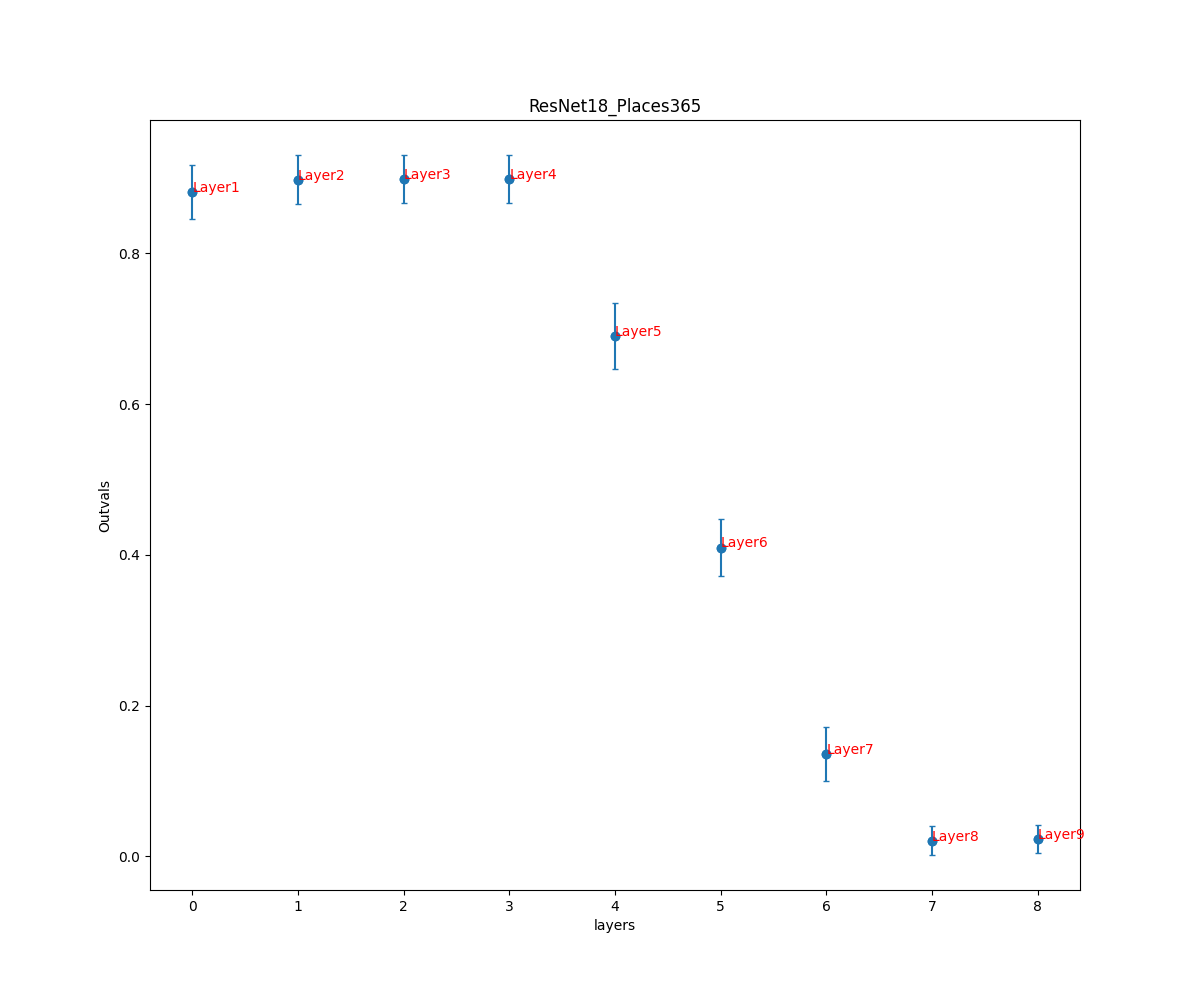 ResNet18_Places365
Layer1
Layer2
Layer3
Layer4
Layer5
Layer6
Layer7
Layer8
Layer9
0.8
0.6
0.4
0.2
0.0
Outvals
0 1 2 3 4 5 6 7 8
layers